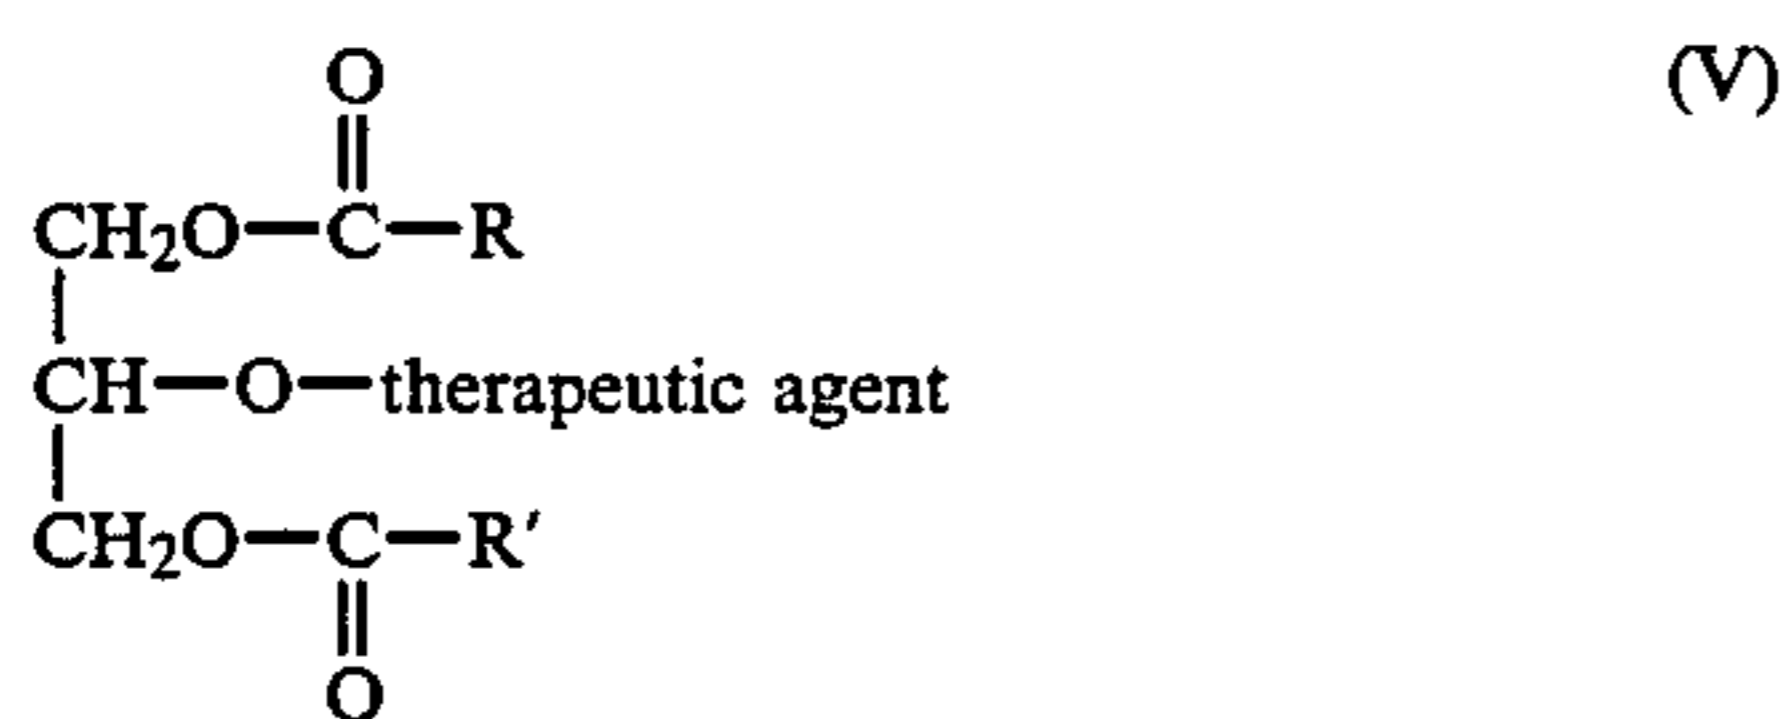 O (V)
CH₂O—C—R
CH—O—therapeutic agent
CH₂O—C—R′
O